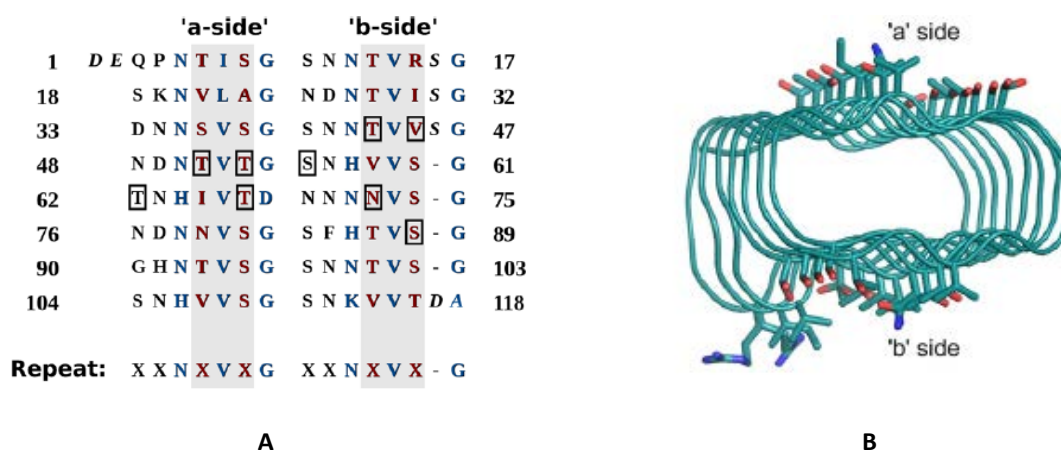 'a-side' 'b-side'
1 D E Q P N T I S G S N N T V R S G 17
18 S K N V L A G N D N T V I S G 32
33 D N N S V S G S N N T V V S G 47
48 N D N T V T G S N H V V S - G 61
62 T N H I V T D N N N N V S - G 75
76 N D N N V S G S F H T V S - G 89
90 G H N T V S G S N N T V S - G 103
104 S N H V V S G S N K V V T D A 118
Repeat: X X N X V X G X X N X V X - G
A
'a' side
'b' side
B